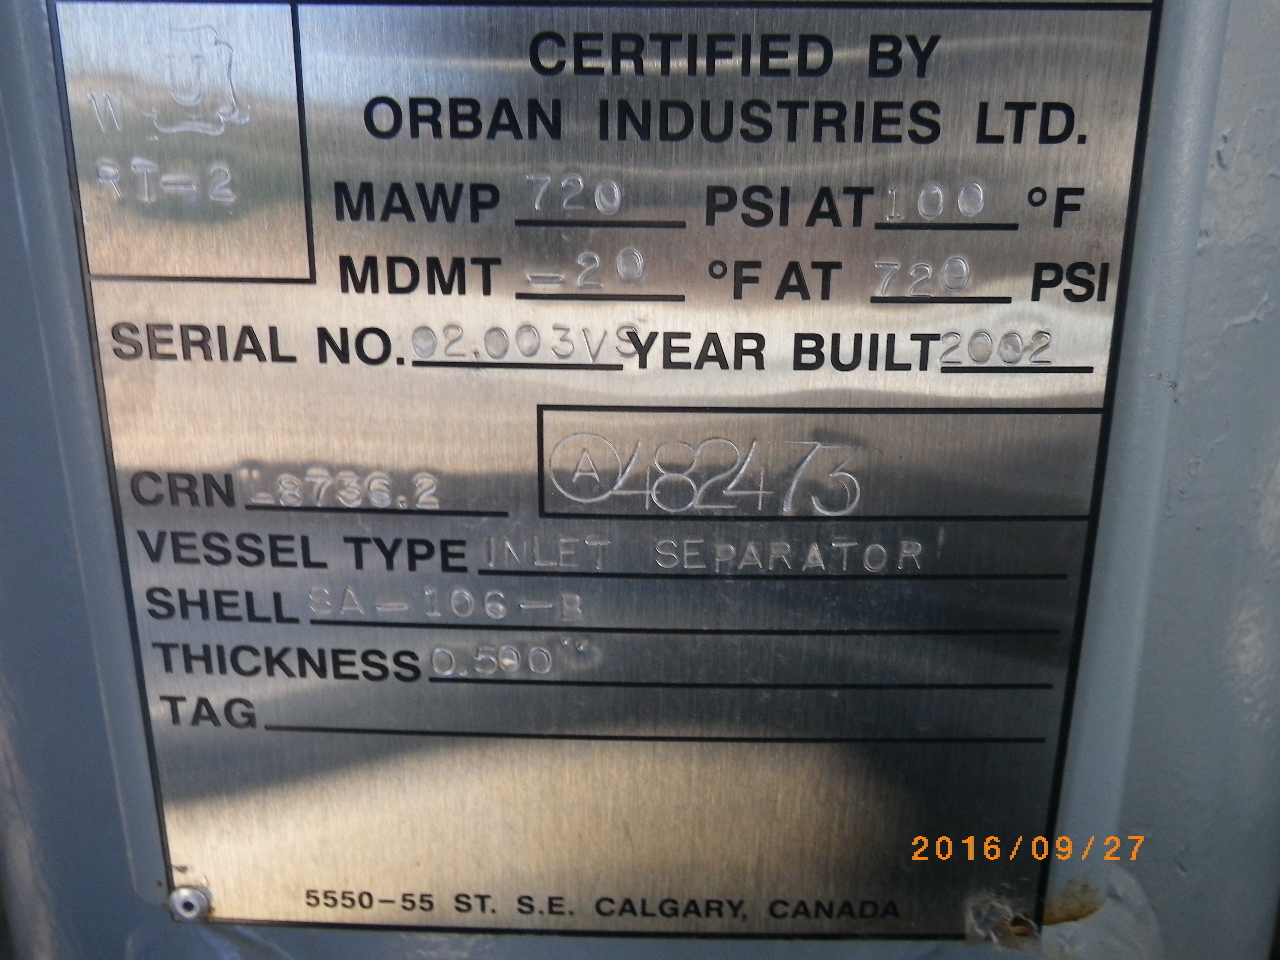 CERTIFIED BY
ORBAN INDUSTRIES LTD.
W U
RT-2
MAWP 720 PSI AT 100 °F
MDMT -20 °F AT 720 PSI
SERIAL NO. 02.003VS YEAR BUILT 2002
A 482473
CRN L8736.2
VESSEL TYPE INLET SEPARATOR
SHELL SA-106-B
THICKNESS 0.500"
TAG
2016/09/27
5550-55 ST. S.E. CALGARY, CANADA